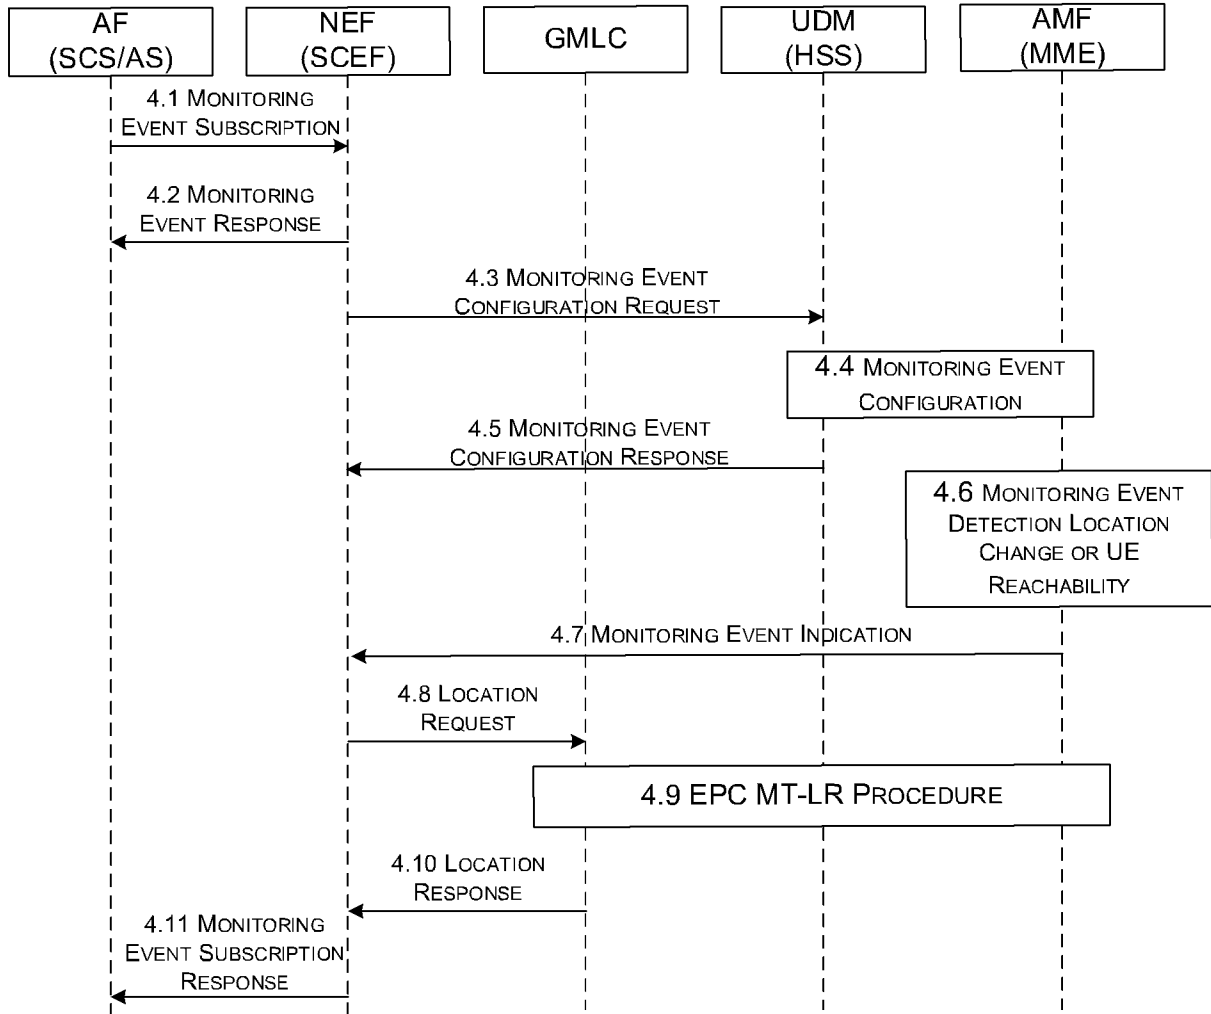 AF
(SCS/AS)
NEF
(SCEF)
GMLC
UDM
(HSS)
AMF
(MME)
4.1 MONITORING
EVENT SUBSCRIPTION
4.2 MONITORING
EVENT RESPONSE
4.3 MONITORING EVENT
CONFIGURATION REQUEST
4.4 MONITORING EVENT
CONFIGURATION
4.5 MONITORING EVENT
CONFIGURATION RESPONSE
4.6 MONITORING EVENT
DETECTION LOCATION
CHANGE OR UE
REACHABILITY
4.7 MONITORING EVENT INDICATION
4.8 LOCATION
REQUEST
4.9 EPC MT-LR PROCEDURE
4.10 LOCATION
RESPONSE
4.11 MONITORING
EVENT SUBSCRIPTION
RESPONSE